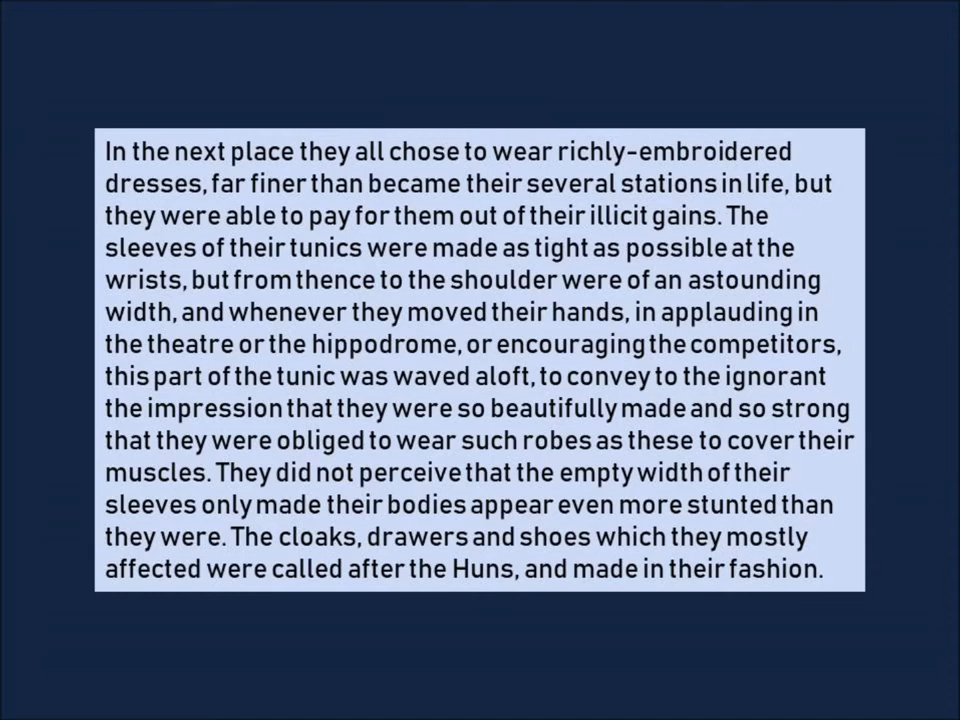 In the next place they all chose to wear richly-embroidered
dresses, far finer than became their several stations in life, but
they were able to pay for them out of their illicit gains. The
sleeves of their tunics were made as tight as possible at the
wrists, but from thence to the shoulder were of an astounding
width, and whenever they moved their hands, in applauding in
the theatre or the hippodrome, or encouraging the competitors,
this part of the tunic was waved aloft, to convey to the ignorant
the impression that they were so beautifully made and so strong
that they were obliged to wear such robes as these to cover their
muscles. They did not perceive that the empty width of their
sleeves only made their bodies appear even more stunted than
they were. The cloaks, drawers and shoes which they mostly
affected were called after the Huns, and made in their fashion.